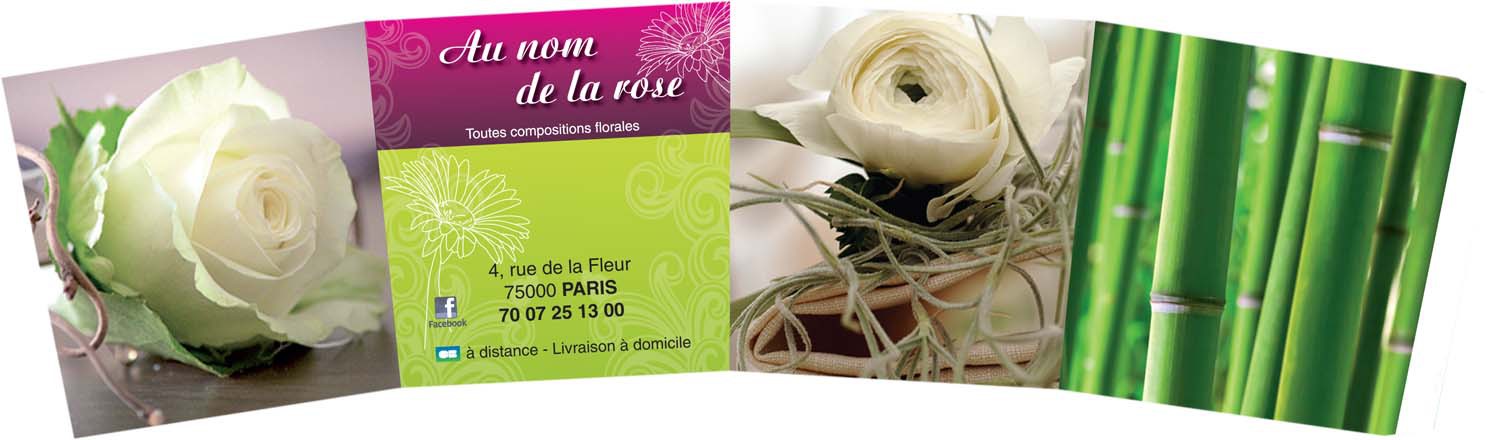 Au nom
de la rose
Toutes compositions florales
4, rue de la Fleur
75000 PARIS
70 07 25 13 00
f
Facebook
CB à distance - Livraison à domicile